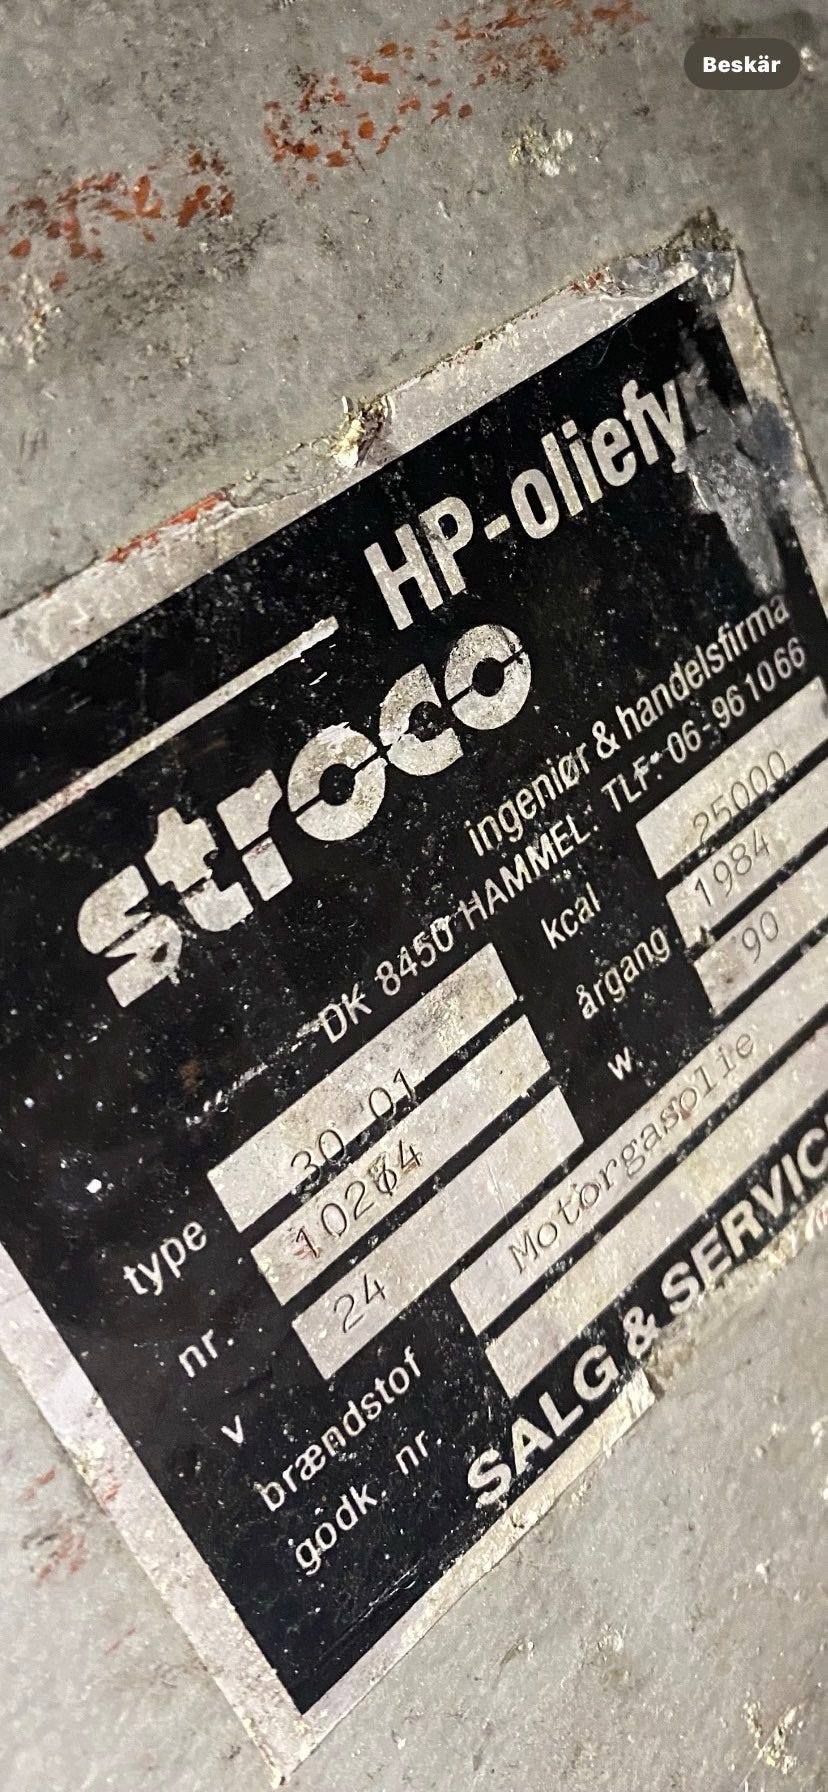 Beskär
HP-oliefyr
stroco
ingeniør & handelsfirma
DK 8450 HAMMEL. TLF: 06-961066
type 30 01 kcal 25000
nr. årgang 1984
v 24 w. 90
brændstof Motorgasolie
godk. nr.
SALG & SERVICE